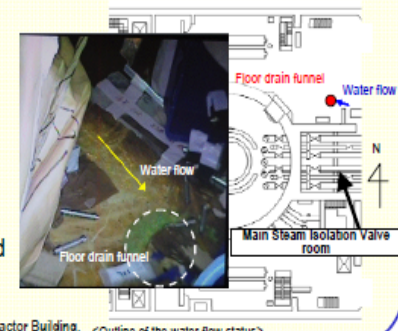 Floor drain funnel
Water flow
N
Water flow
Main Steam Isolation Valve
room
Floor drain funnel
d
actor Building.
<Outline of the water flow status>